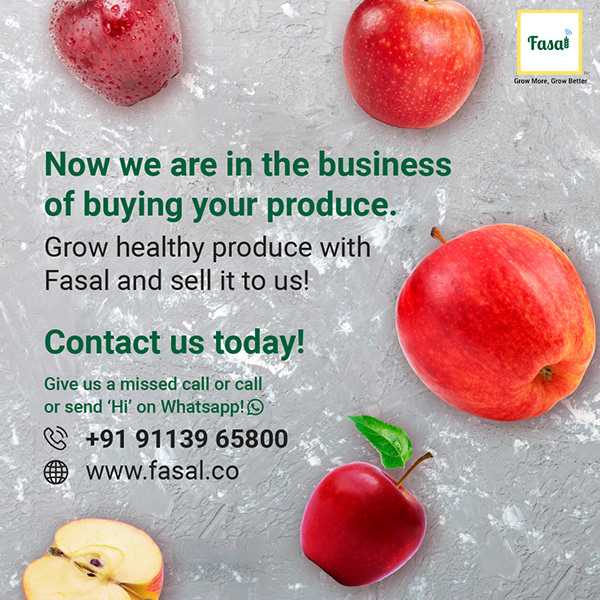 Fasal
Grow More, Grow Better
Now we are in the business
of buying your produce.
Grow healthy produce with
Fasal and sell it to us!
Contact us today!
Give us a missed call or call
or send ‘Hi’ on Whatsapp!
+91 91139 65800
www.fasal.co